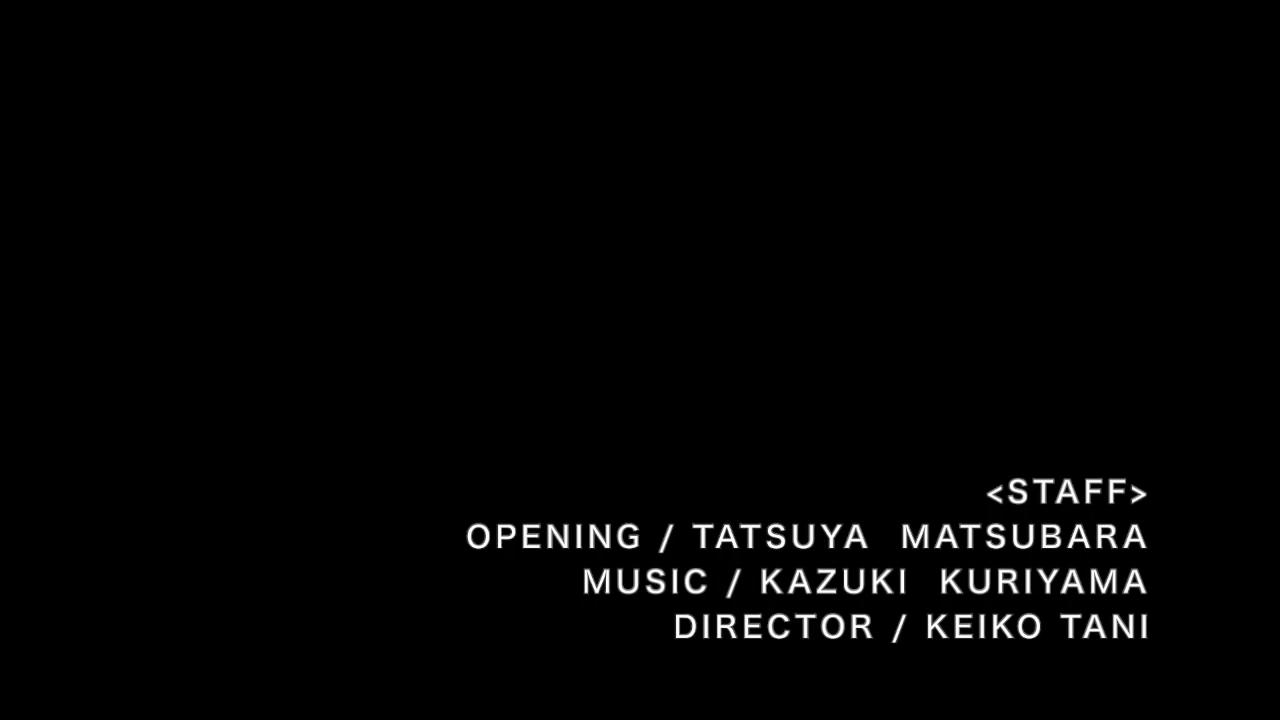 <STAFF>
OPENING / TATSUYA  MATSUBARA
MUSIC / KAZUKI  KURIYAMA
DIRECTOR / KEIKO TANI